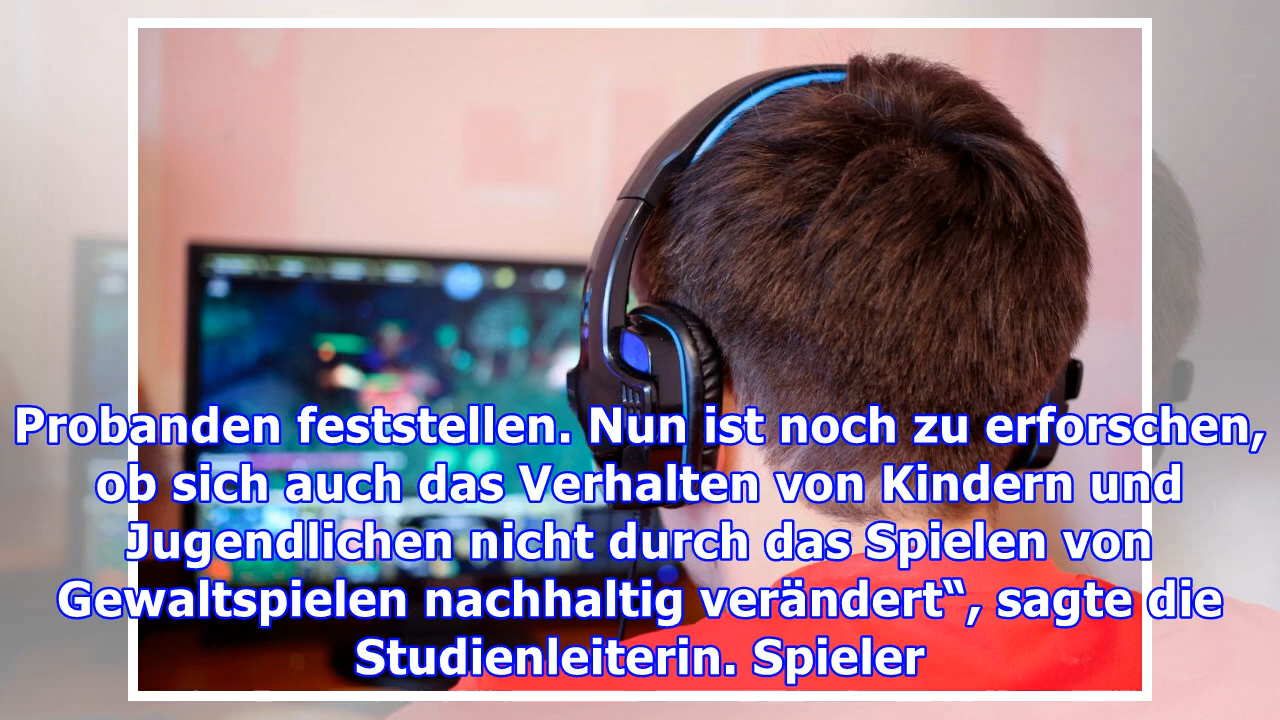 Probanden feststellen. Nun ist noch zu erforschen,
ob sich auch das Verhalten von Kindern und
Jugendlichen nicht durch das Spielen von
Gewaltspielen nachhaltig verändert“, sagte die
Studienleiterin. Spieler